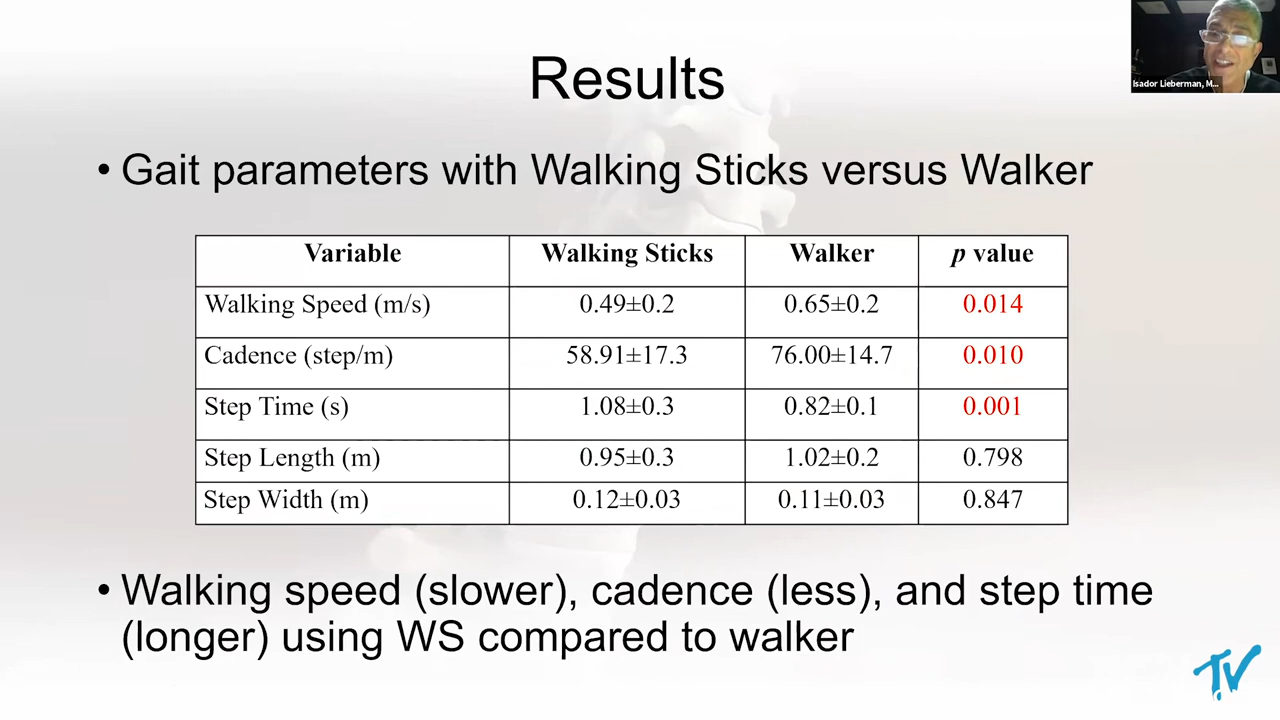 Isador Lieberman, M...
Results
• Gait parameters with Walking Sticks versus Walker
Variable Walking Sticks Walker p value
Walking Speed (m/s) 0.49±0.2 0.65±0.2 0.014
Cadence (step/m) 58.91±17.3 76.00±14.7 0.010
Step Time (s) 1.08±0.3 0.82±0.1 0.001
Step Length (m) 0.95±0.3 1.02±0.2 0.798
Step Width (m) 0.12±0.03 0.11±0.03 0.847
• Walking speed (slower), cadence (less), and step time
(longer) using WS compared to walker
TV